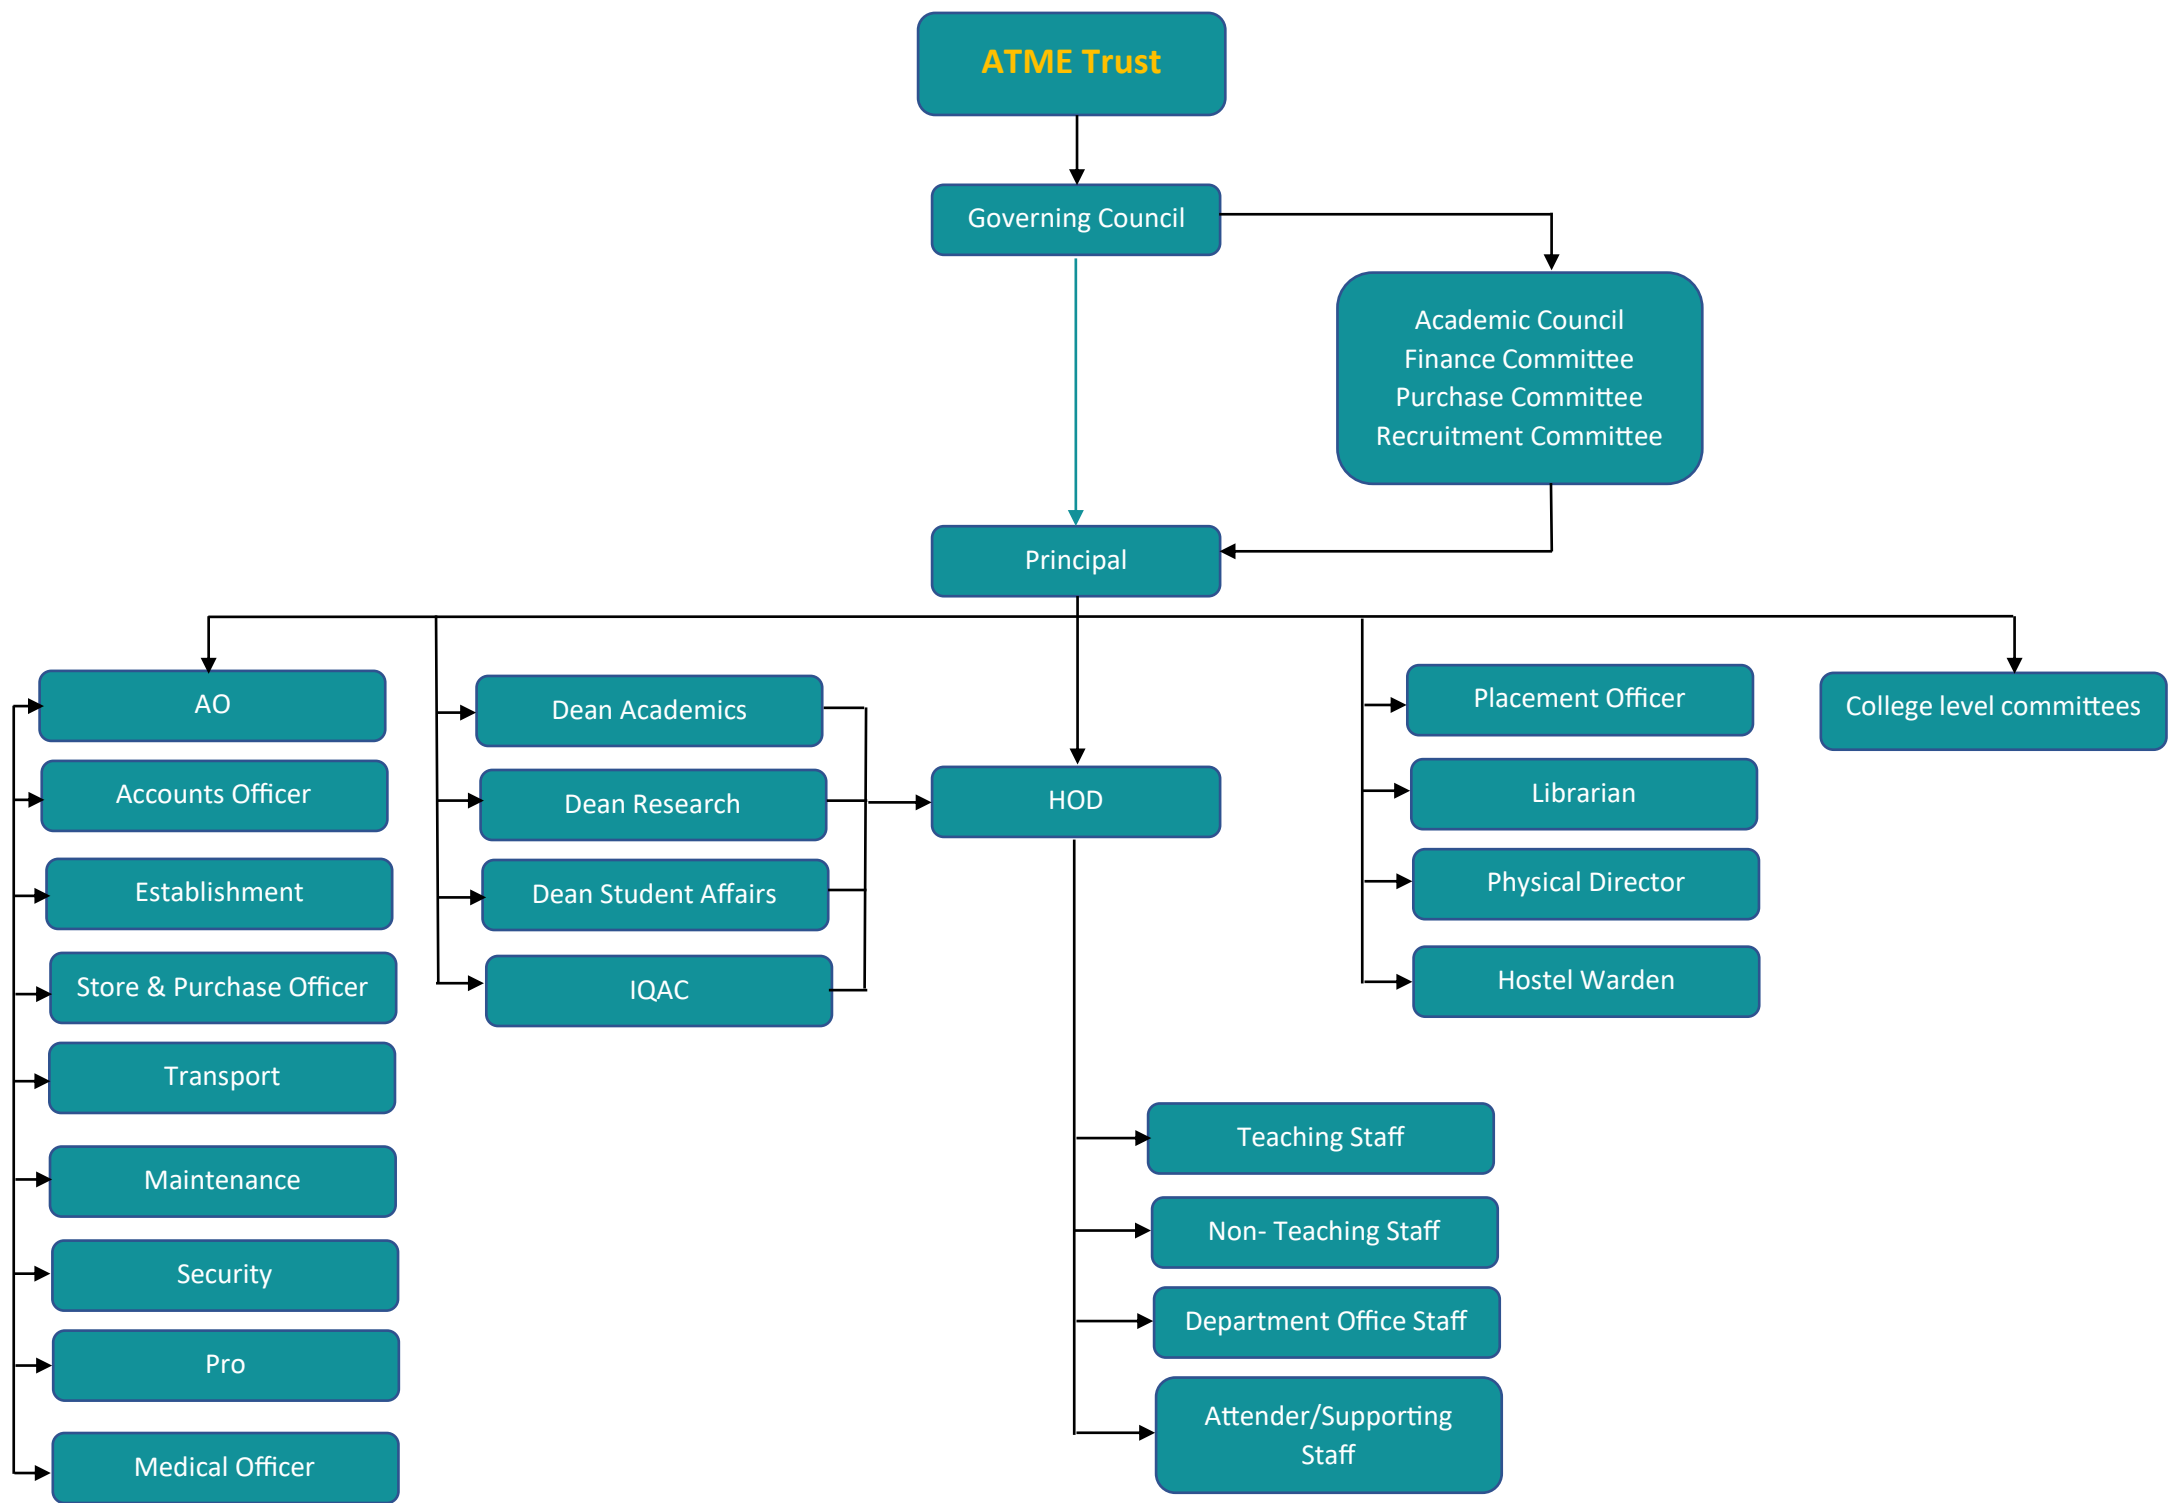 ATME Trust
Governing Council
Academic Council
Finance Committee
Purchase Committee
Recruitment Committee
Principal
AO
Accounts Officer
Establishment
Store & Purchase Officer
Transport
Maintenance
Security
Pro
Medical Officer
Dean Academics
Dean Research
Dean Student Affairs
IQAC
HOD
Teaching Staff
Non- Teaching Staff
Department Office Staff
Attender/Supporting
Staff
Placement Officer
Librarian
Physical Director
Hostel Warden
College level committees